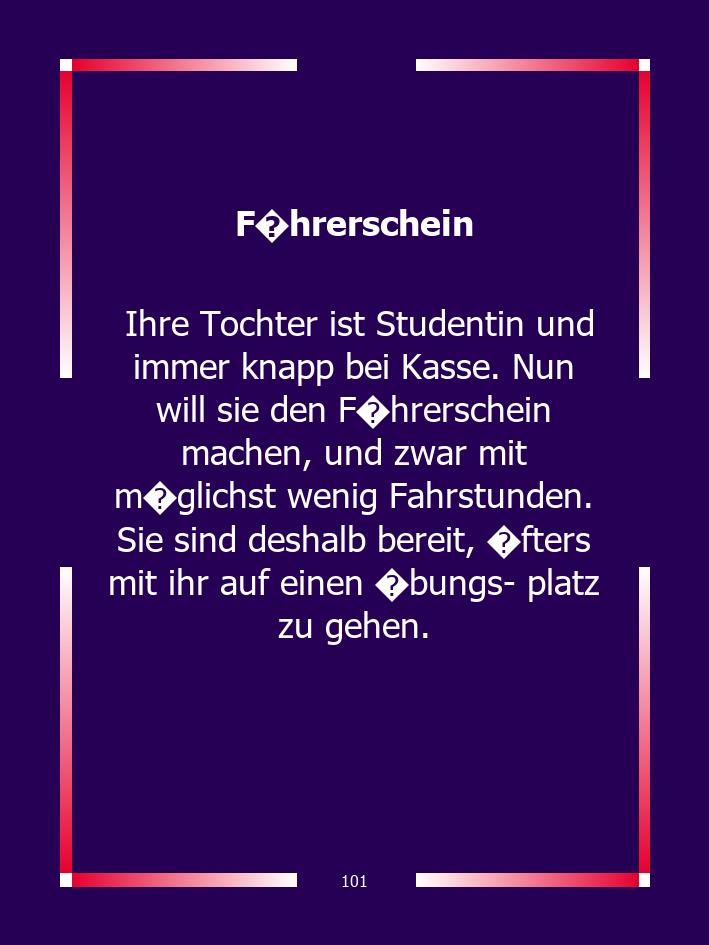 F�hrerschein
Ihre Tochter ist Studentin und
immer knapp bei Kasse. Nun
will sie den F�hrerschein
machen, und zwar mit
m�glichst wenig Fahrstunden.
Sie sind deshalb bereit, �fters
mit ihr auf einen �bungs- platz
zu gehen.
101